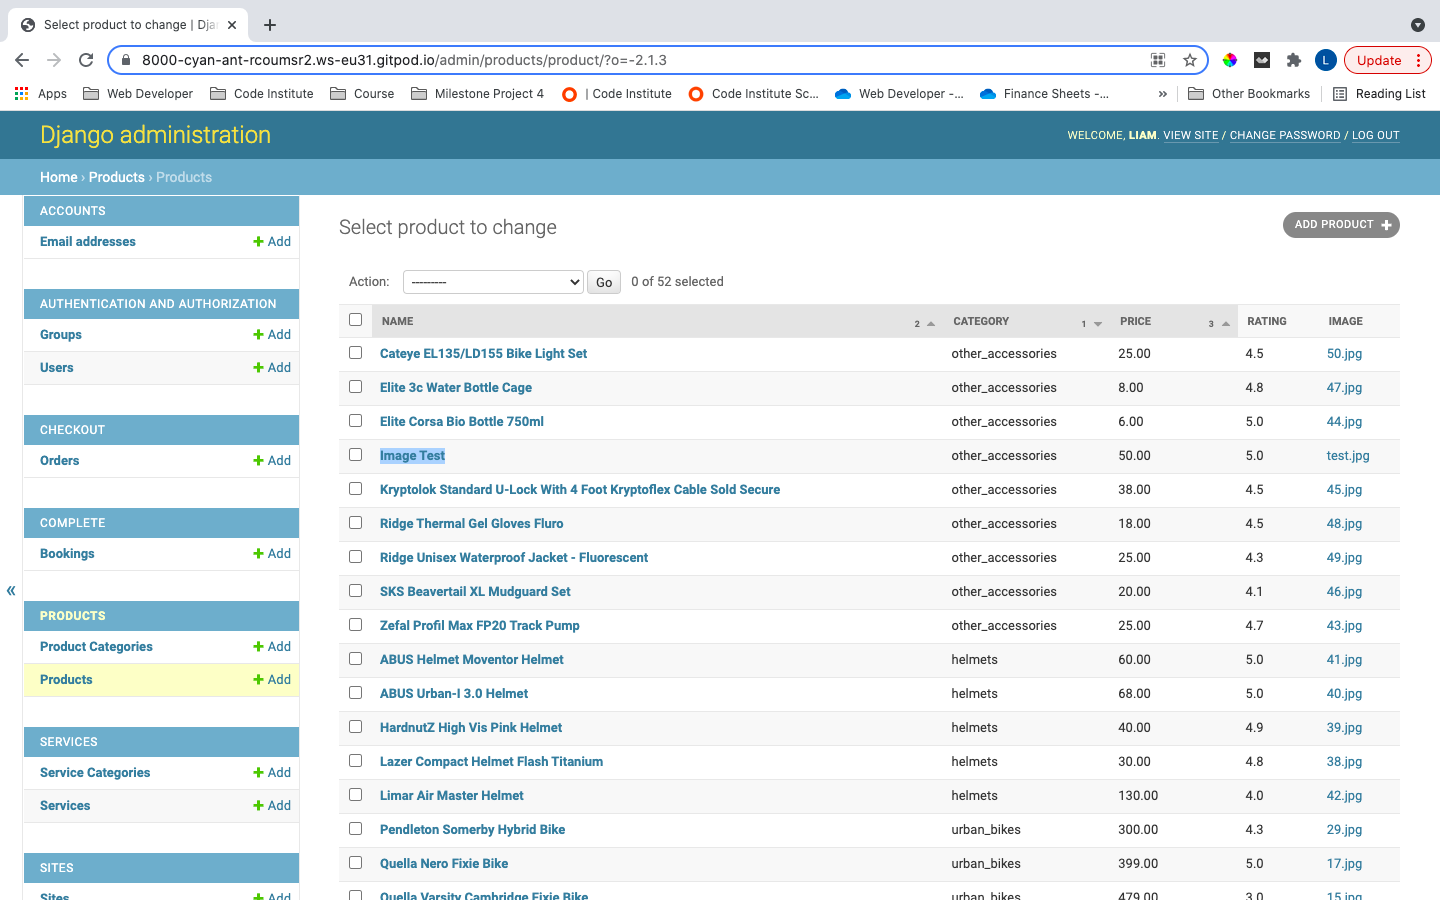 Select product to change | Dja
8000-cyan-ant-rcoumsr2.ws-eu31.gitpod.io/admin/products/product/?o=-2.1.3
L
Update
Apps
Web Developer
Code Institute
Course
Milestone Project 4
| Code Institute
Code Institute Sc...
Web Developer -...
Finance Sheets -...
»
Other Bookmarks
Reading List
Django administration
WELCOME, LIAM. VIEW SITE / CHANGE PASSWORD / LOG OUT
Home › Products › Products
ACCOUNTS
Email addresses
Add
AUTHENTICATION AND AUTHORIZATION
Groups
Add
Users
Add
CHECKOUT
Orders
Add
COMPLETE
Bookings
Add
«
PRODUCTS
Product Categories
Add
Products
Add
SERVICES
Service Categories
Add
Services
Add
SITES
Sites
Add
Select product to change
ADD PRODUCT
Action: --------- Go 0 of 52 selected
NAME 2 CATEGORY 1 PRICE 3 RATING IMAGE
Cateye EL135/LD155 Bike Light Set other_accessories 25.00 4.5 50.jpg
Elite 3c Water Bottle Cage other_accessories 8.00 4.8 47.jpg
Elite Corsa Bio Bottle 750ml other_accessories 6.00 5.0 44.jpg
Image Test other_accessories 50.00 5.0 test.jpg
Kryptolok Standard U-Lock With 4 Foot Kryptoflex Cable Sold Secure other_accessories 38.00 4.5 45.jpg
Ridge Thermal Gel Gloves Fluro other_accessories 18.00 4.5 48.jpg
Ridge Unisex Waterproof Jacket - Fluorescent other_accessories 25.00 4.3 49.jpg
SKS Beavertail XL Mudguard Set other_accessories 20.00 4.1 46.jpg
Zefal Profil Max FP20 Track Pump other_accessories 25.00 4.7 43.jpg
ABUS Helmet Moventor Helmet helmets 60.00 5.0 41.jpg
ABUS Urban-I 3.0 Helmet helmets 68.00 5.0 40.jpg
HardnutZ High Vis Pink Helmet helmets 40.00 4.9 39.jpg
Lazer Compact Helmet Flash Titanium helmets 30.00 4.8 38.jpg
Limar Air Master Helmet helmets 130.00 4.0 42.jpg
Pendleton Somerby Hybrid Bike urban_bikes 300.00 4.3 29.jpg
Quella Nero Fixie Bike urban_bikes 399.00 5.0 17.jpg
Quella Varsity Cambridge Fixie Bike urban_bikes 479.00 3.0 15.jpg